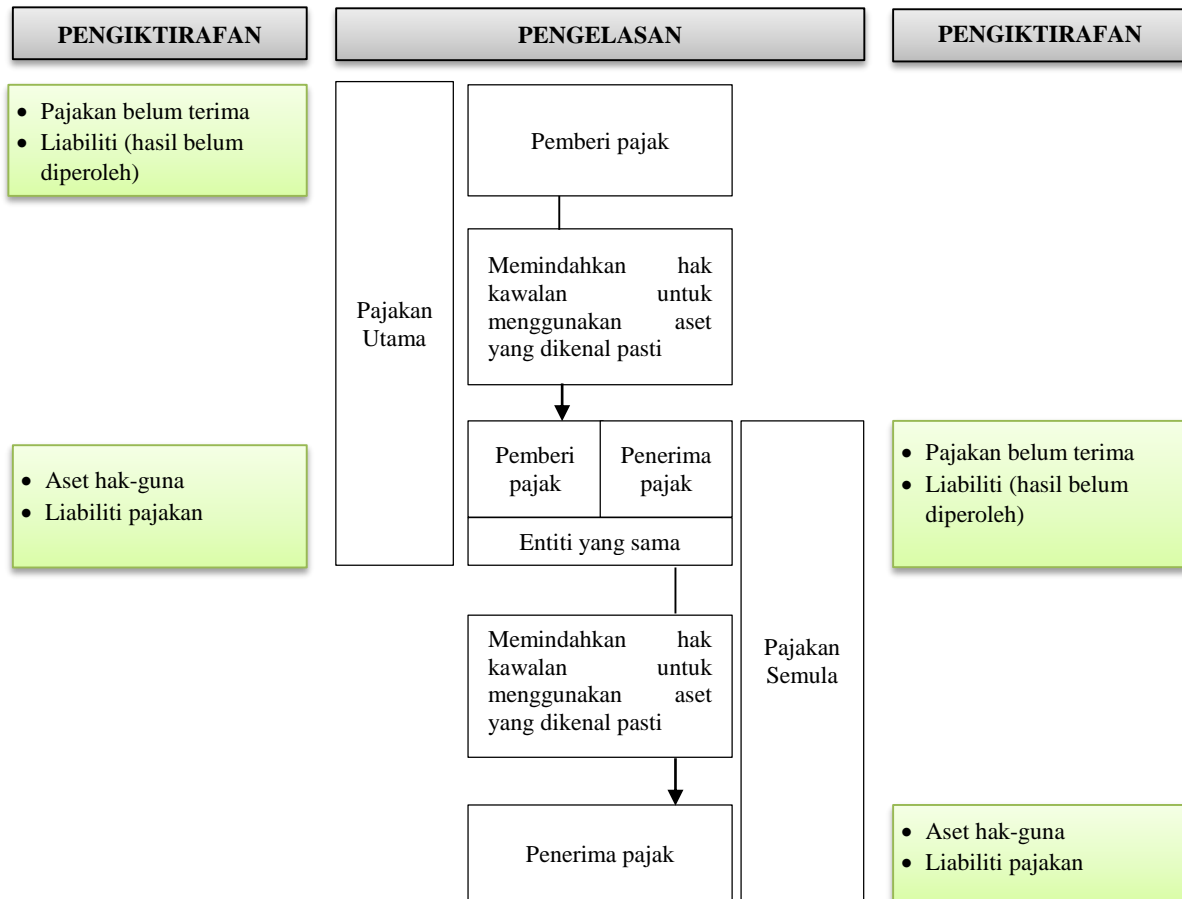 PENGIKTIRAFAN
PENGELASAN
PENGIKTIRAFAN
• Pajakan belum terima
• Liabiliti (hasil belum
diperoleh)
Pemberi pajak
Memindahkan hak
kawalan untuk
menggunakan aset
yang dikenal pasti
Pajakan
Utama
• Aset hak-guna
• Liabiliti pajakan
Pemberi
pajak
Penerima
pajak
Entiti yang sama
• Pajakan belum terima
• Liabiliti (hasil belum
diperoleh)
Memindahkan hak
kawalan untuk
menggunakan aset
yang dikenal pasti
Pajakan
Semula
Penerima pajak
• Aset hak-guna
• Liabiliti pajakan